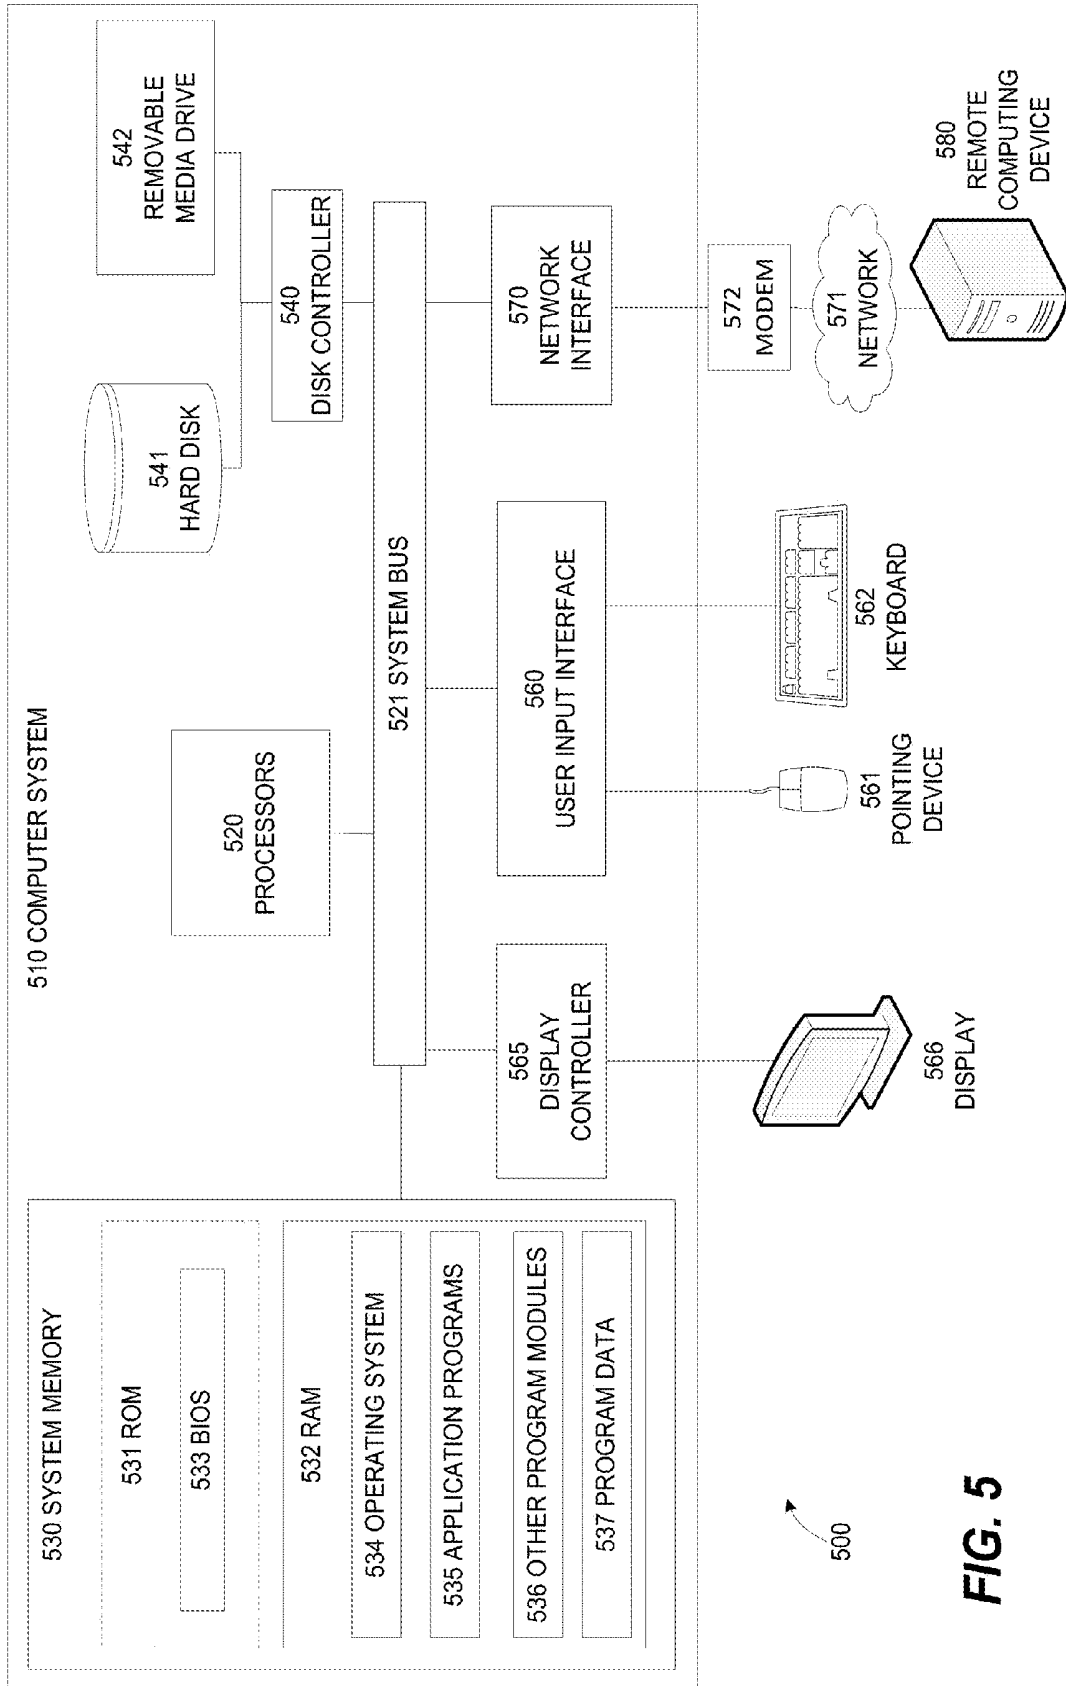 510 COMPUTER SYSTEM
530 SYSTEM MEMORY
531 ROM
533 BIOS
532 RAM
534 OPERATING SYSTEM
535 APPLICATION PROGRAMS
536 OTHER PROGRAM MODULES
537 PROGRAM DATA
520
PROCESSORS
541
HARD DISK
542
REMOVABLE
MEDIA DRIVE
540
DISK CONTROLLER
521 SYSTEM BUS
565
DISPLAY
CONTROLLER
560
USER INPUT INTERFACE
570
NETWORK
INTERFACE
572
MODEM
571
NETWORK
566
DISPLAY
561
POINTING
DEVICE
562
KEYBOARD
580
REMOTE
COMPUTING
DEVICE
500
FIG. 5